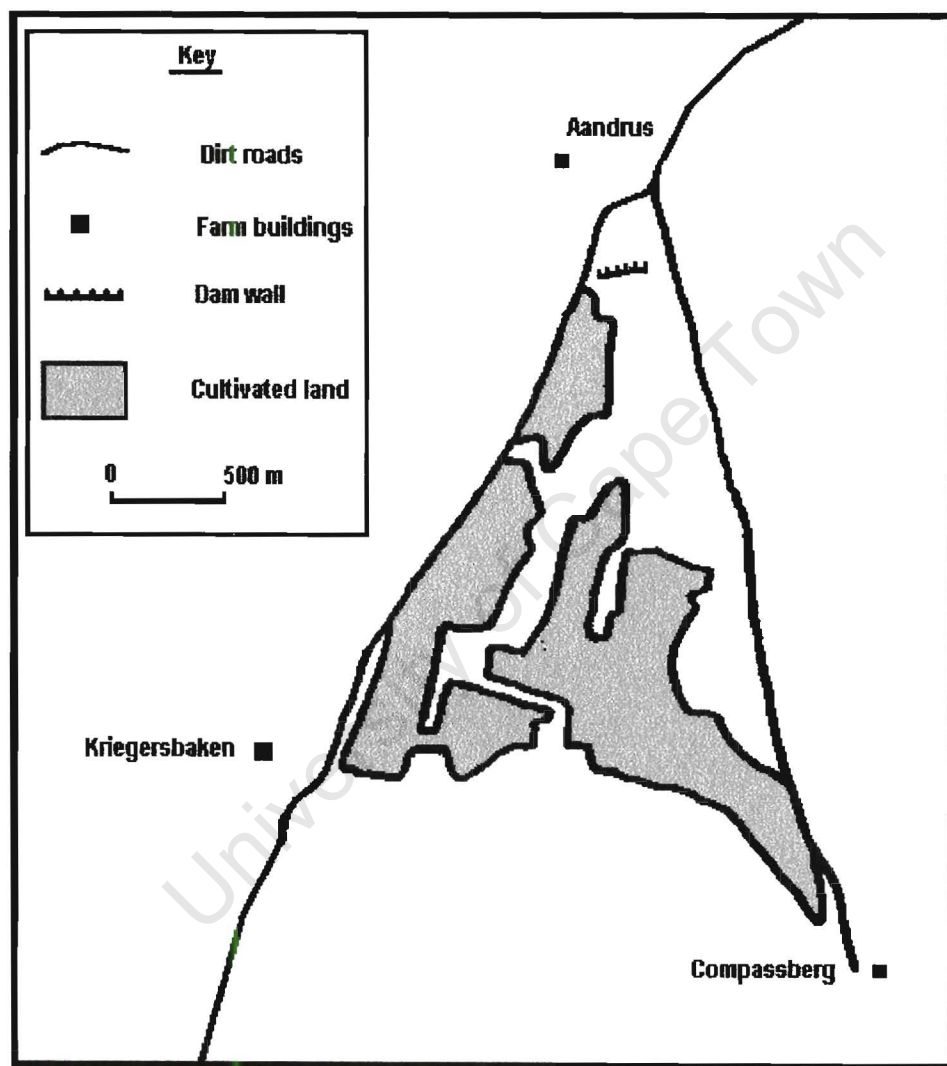 Key
Dirt roads
Farm buildings
Dam wall
Cultivated land
0 500 m
Aandrus
Kriegersbaken
Compassberg
University of Cape Town